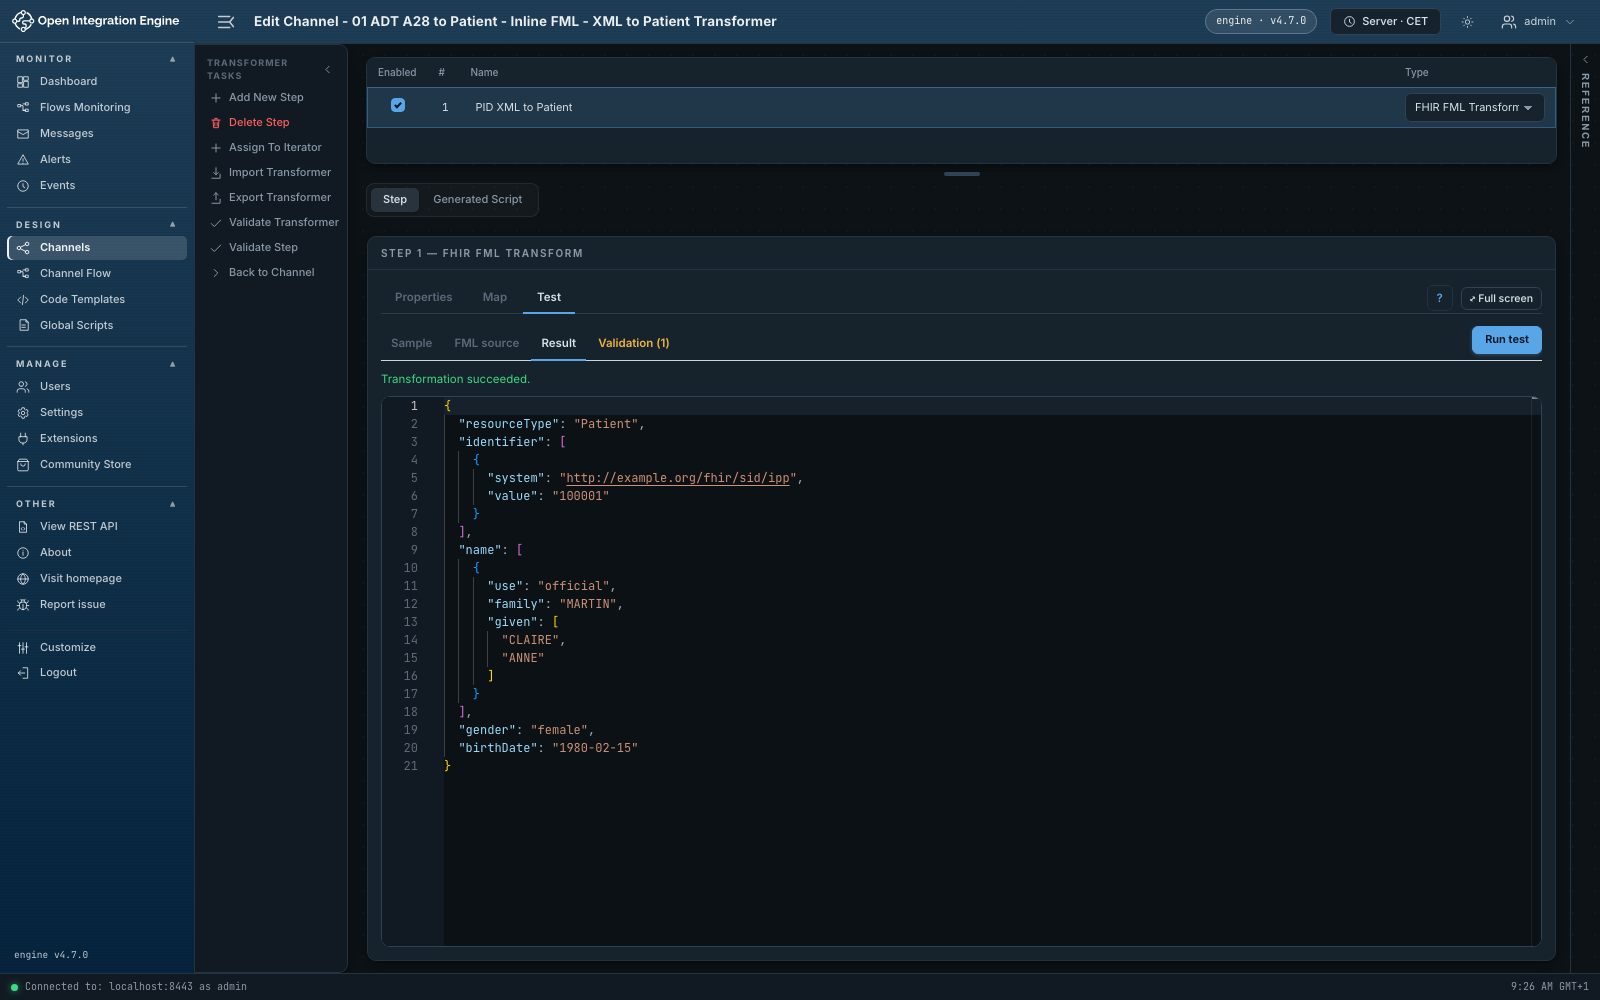 Open Integration Engine
Edit Channel - 01 ADT A28 to Patient - Inline FML - XML to Patient Transformer
engine · v4.7.0
Server · CET
admin
MONITOR
Dashboard
Flows Monitoring
Messages
Alerts
Events
DESIGN
Channels
Channel Flow
Code Templates
Global Scripts
MANAGE
Users
Settings
Extensions
Community Store
OTHER
View REST API
About
Visit homepage
Report issue
Customize
Logout
engine v4.7.0
TRANSFORMER
TASKS
Add New Step
Delete Step
Assign To Iterator
Import Transformer
Export Transformer
Validate Transformer
Validate Step
Back to Channel
Enabled # Name Type
1 PID XML to Patient FHIR FML Transform
Step Generated Script
STEP 1 — FHIR FML TRANSFORM
Properties Map Test
? Full screen
Sample FML source Result Validation (1)
Run test
Transformation succeeded.
1 {
2 "resourceType": "Patient",
3 "identifier": [
4 {
5 "system": "http://example.org/fhir/sid/ipp",
6 "value": "100001"
7 }
8 ],
9 "name": [
10 {
11 "use": "official",
12 "family": "MARTIN",
13 "given": [
14 "CLAIRE",
15 "ANNE"
16 ]
17 }
18 ],
19 "gender": "female",
20 "birthDate": "1980-02-15"
21 }
REFERENCE
Connected to: localhost:8443 as admin
9:26 AM GMT+1